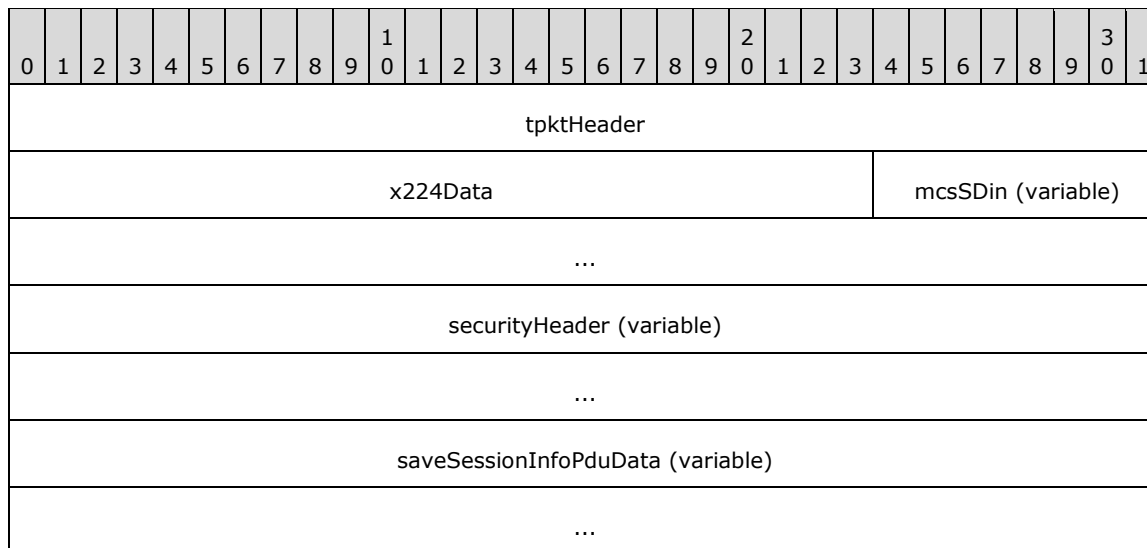 1 2 3
0 1 2 3 4 5 6 7 8 9 0 1 2 3 4 5 6 7 8 9 0 1 2 3 4 5 6 7 8 9 0 1
tpktHeader
x224Data mcsSDin (variable)
...
securityHeader (variable)
...
saveSessionInfoPduData (variable)
...